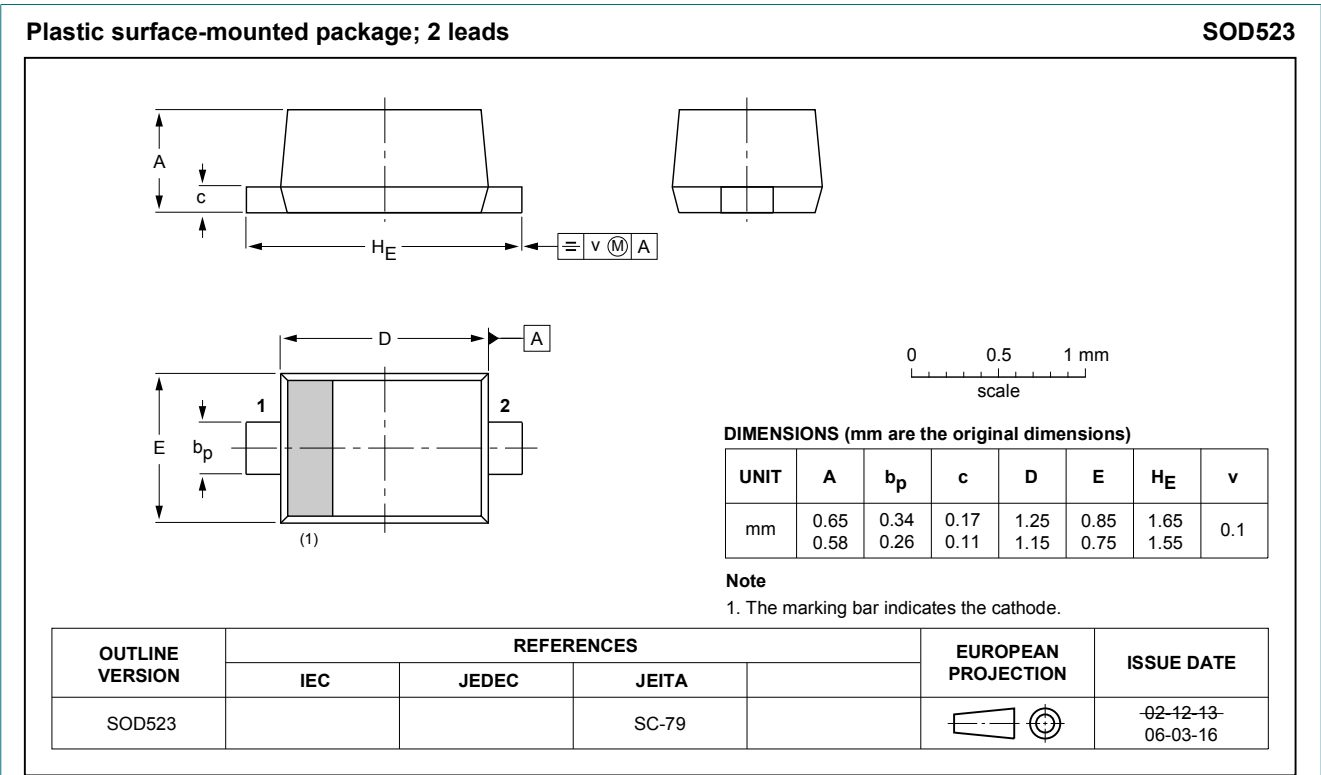 Plastic surface-mounted package; 2 leads SOD523
A
c
HE
= v Ⓜ A
D
A
1
2
E
bp
(1)
0 0.5 1 mm
scale
DIMENSIONS (mm are the original dimensions)
UNIT A bp c D E HE v
mm 0.65 0.34 0.17 1.25 0.85 1.65 0.1
0.58 0.26 0.11 1.15 0.75 1.55
Note
1. The marking bar indicates the cathode.
OUTLINE VERSION REFERENCES EUROPEAN PROJECTION ISSUE DATE
IEC JEDEC JEITA
SOD523 SC-79 02-12-13
06-03-16